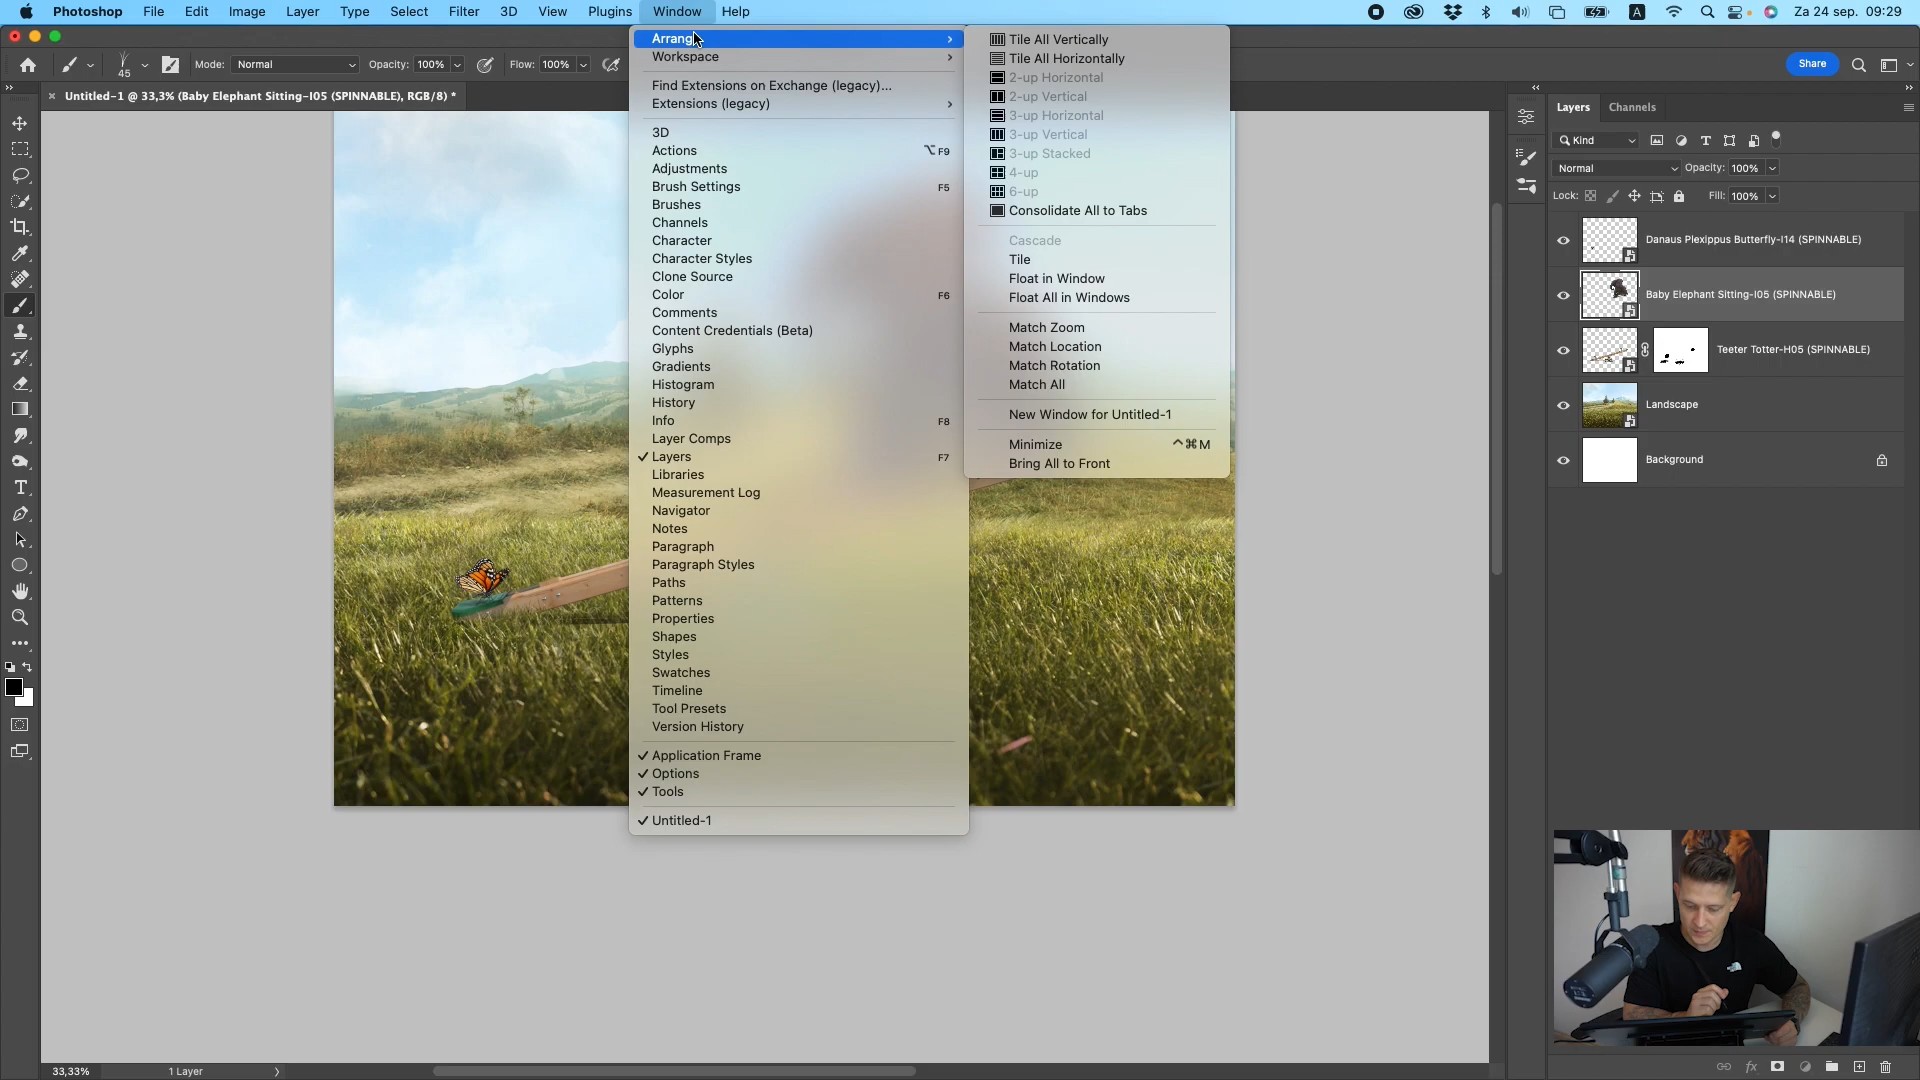 Photoshop File Edit Image Layer Type Select Filter 3D View Plugins Window Help
A Za 24 sep. 09:29
45 Mode: Normal Opacity: 100% Flow: 100%
Share
× Untitled-1 @ 33,3% (Baby Elephant Sitting-I05 (SPINNABLE), RGB/8) *
Arrange
Workspace
Find Extensions on Exchange (legacy)...
Extensions (legacy)
3D
Actions ⌥F9
Adjustments
Brush Settings F5
Brushes
Channels
Character
Character Styles
Clone Source
Color F6
Comments
Content Credentials (Beta)
Glyphs
Gradients
Histogram
History
Info F8
Layer Comps
✓ Layers F7
Libraries
Measurement Log
Navigator
Notes
Paragraph
Paragraph Styles
Paths
Patterns
Properties
Shapes
Styles
Swatches
Timeline
Tool Presets
Version History
✓ Application Frame
✓ Options
✓ Tools
✓ Untitled-1
Tile All Vertically
Tile All Horizontally
2-up Horizontal
2-up Vertical
3-up Horizontal
3-up Vertical
3-up Stacked
4-up
6-up
Consolidate All to Tabs
Cascade
Tile
Float in Window
Float All in Windows
Match Zoom
Match Location
Match Rotation
Match All
New Window for Untitled-1
Minimize ^⌘M
Bring All to Front
Layers Channels
Kind
Normal Opacity: 100%
Lock: Fill: 100%
Danaus Plexippus Butterfly-I14 (SPINNABLE)
Baby Elephant Sitting-I05 (SPINNABLE)
Teeter Totter-H05 (SPINNABLE)
Landscape
Background
fx
33,33% 1 Layer